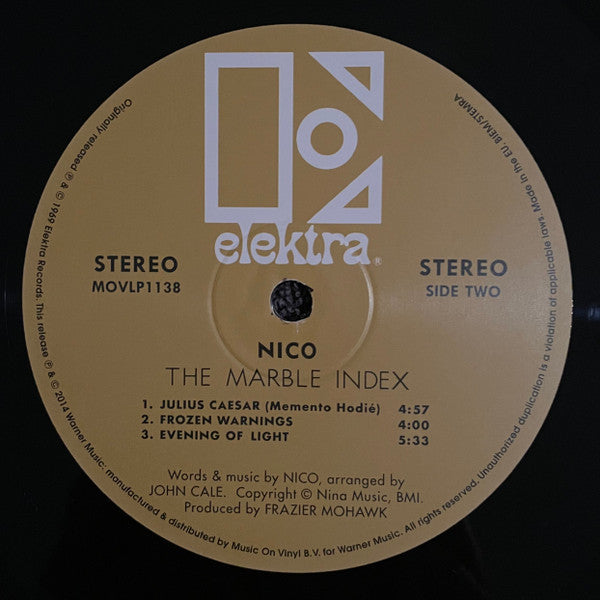 elektra®
STEREO
MOVLP1138
STEREO
SIDE TWO
NICO
THE MARBLE INDEX
1. JULIUS CAESAR (Memento Hodié) 4:57
2. FROZEN WARNINGS 4:00
3. EVENING OF LIGHT 5:33
Words & music by NICO, arranged by
JOHN CALE. Copyright © Nina Music, BMI.
Produced by FRAZIER MOHAWK
Originally released ℗ & © 1969 Elektra Records. This release ℗ & © 2014 Warner Music. manufactured & distributed by Music On Vinyl B.V. for Warner Music. All rights reserved. Unauthorized duplication is a violation of applicable laws. Made in the EU. BIEM/STEMRA